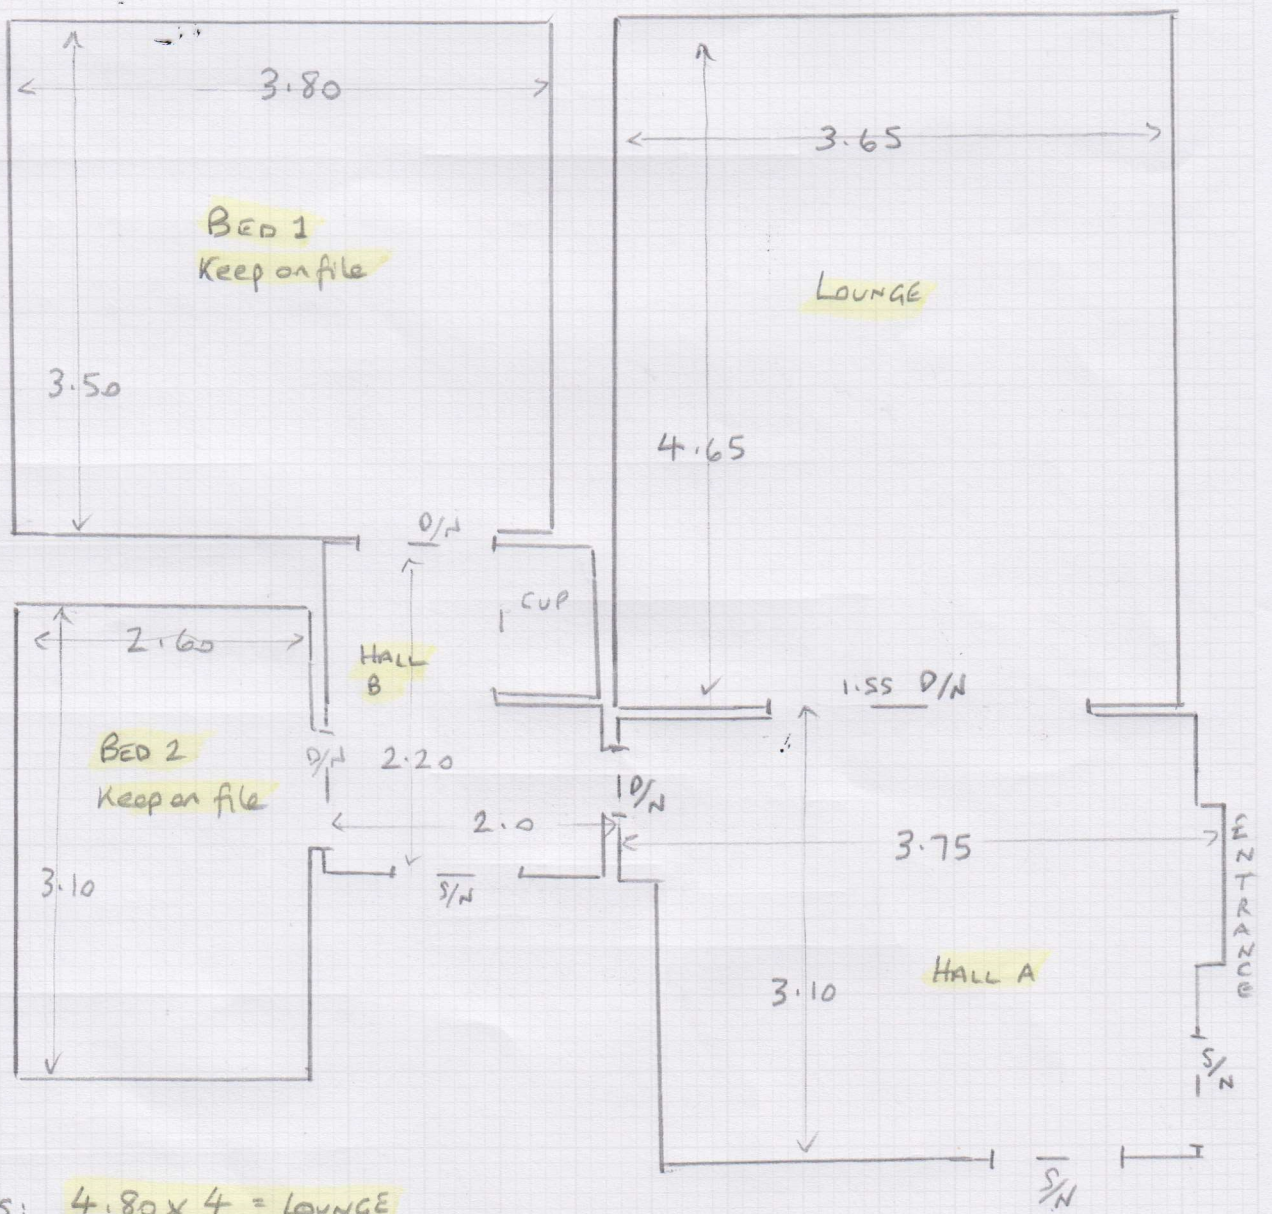 3.80
3.65
BED 1
Keep on file
LOUNGE
3.50
4.65
D/N
CUP
2.60
HALL
B
1.55 D/N
BED 2
Keep on file
D/N
2.20
D/N
2.0
3.75
ENTRANCE
3.10
S/N
HALL A
3.10
S/N
S/N
S: 4.80 x 4 = LOUNGE